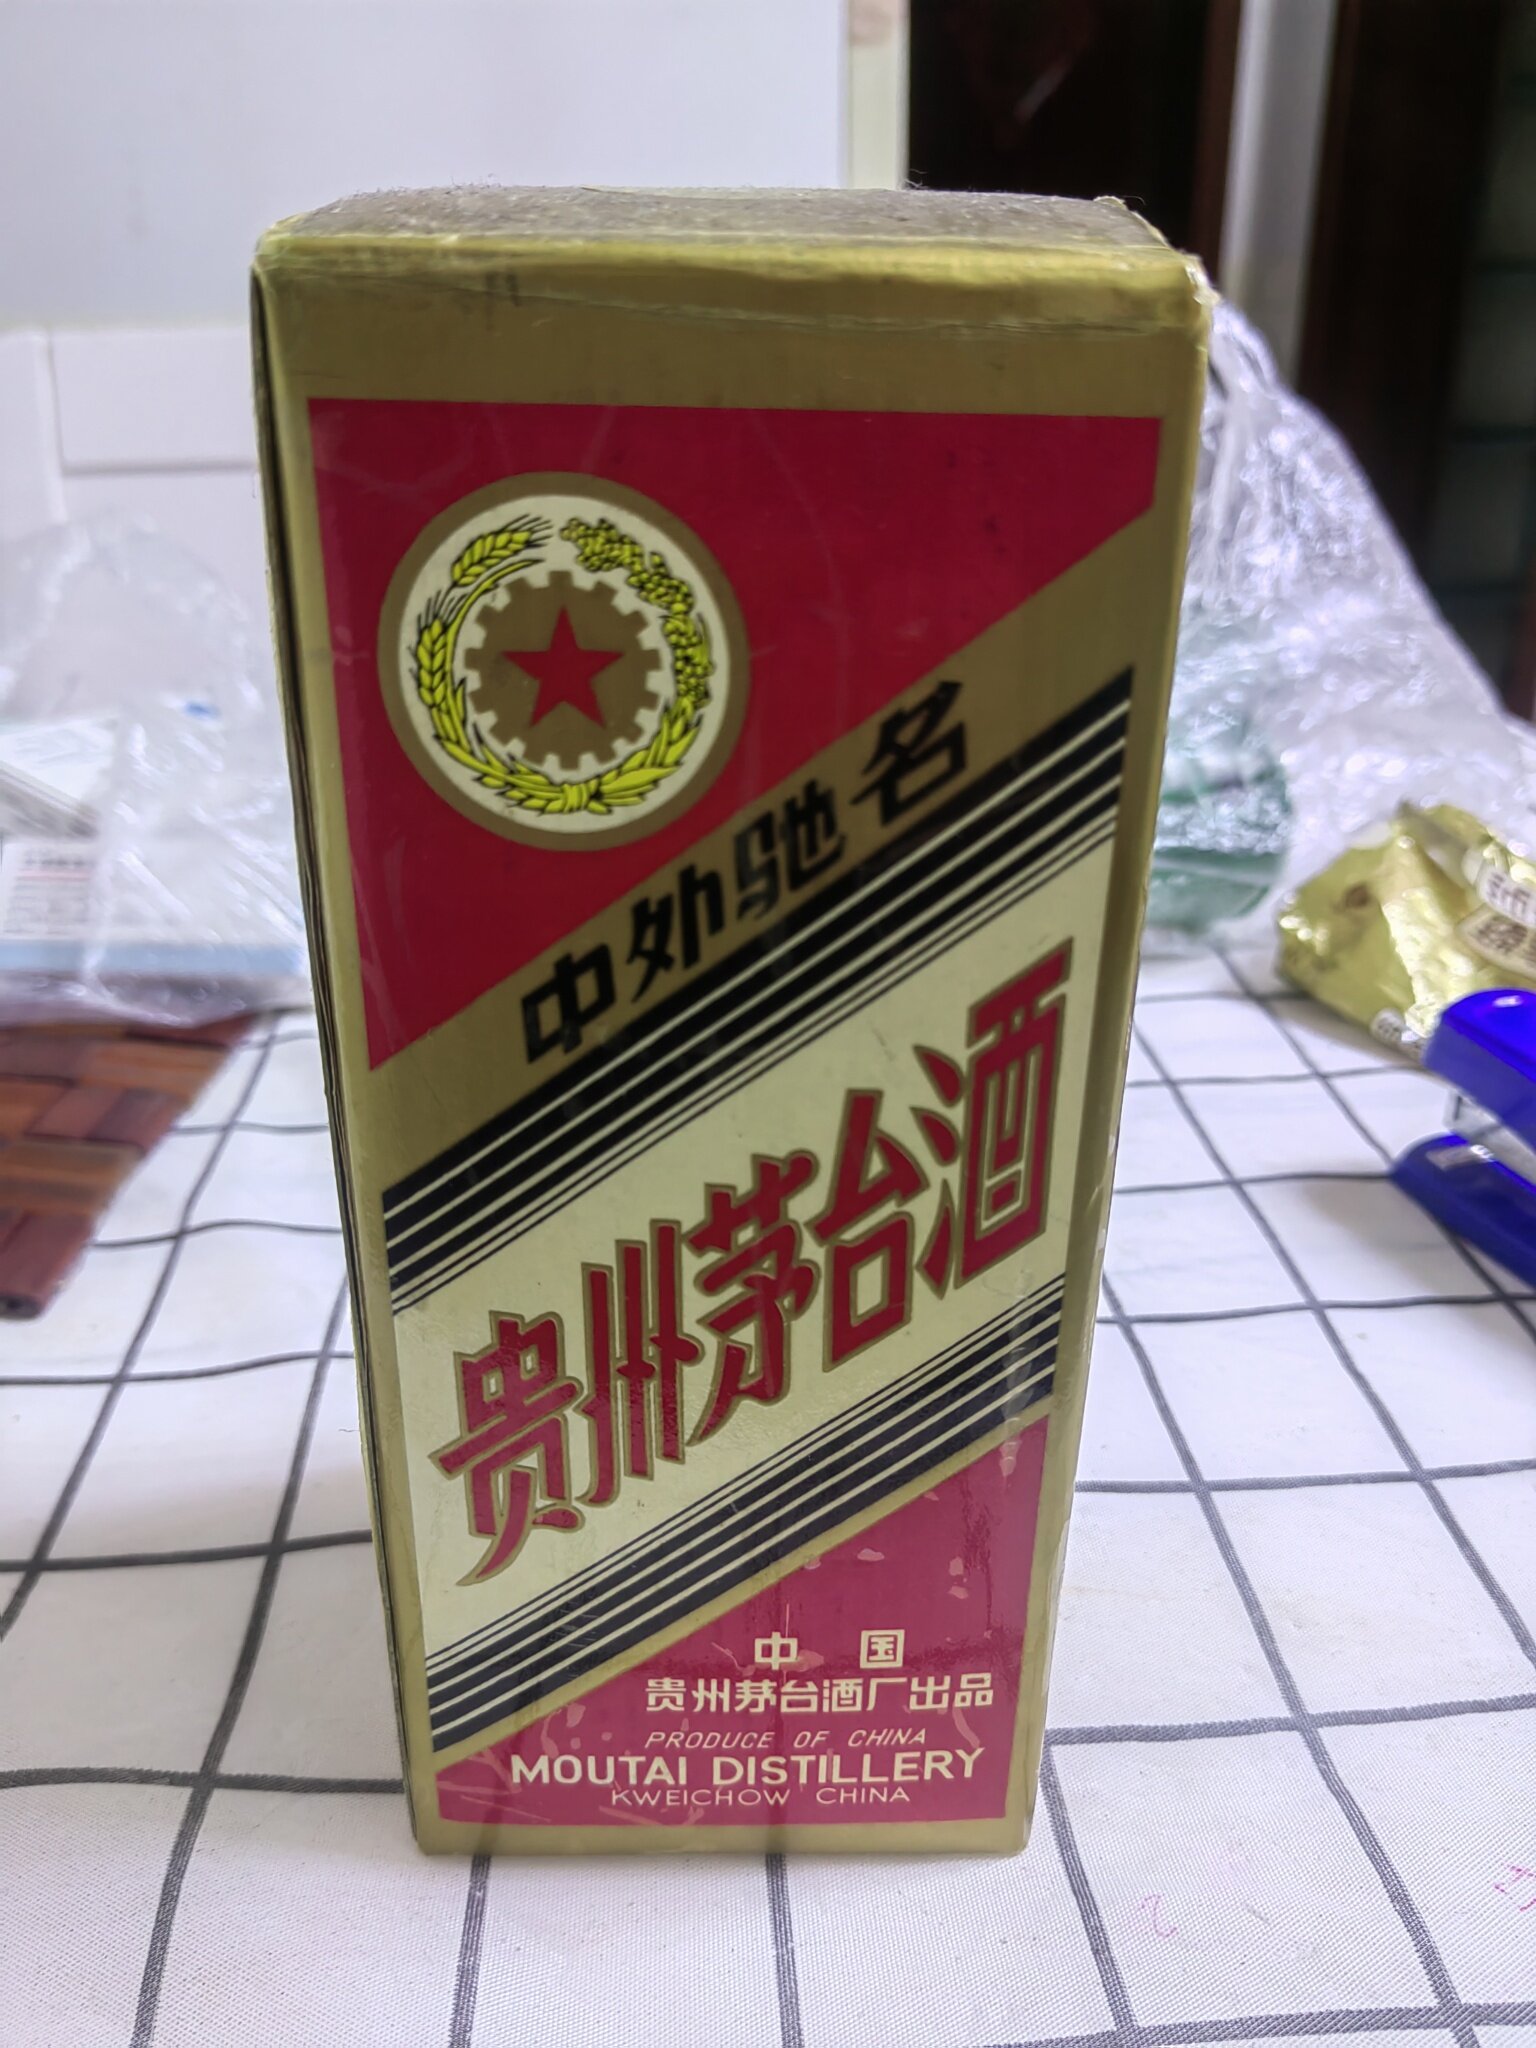 中外驰名
贵州茅台酒
中国
贵州茅台酒厂出品
PRODUCE OF CHINA
MOUTAI DISTILLERY
KWEICHOW CHINA